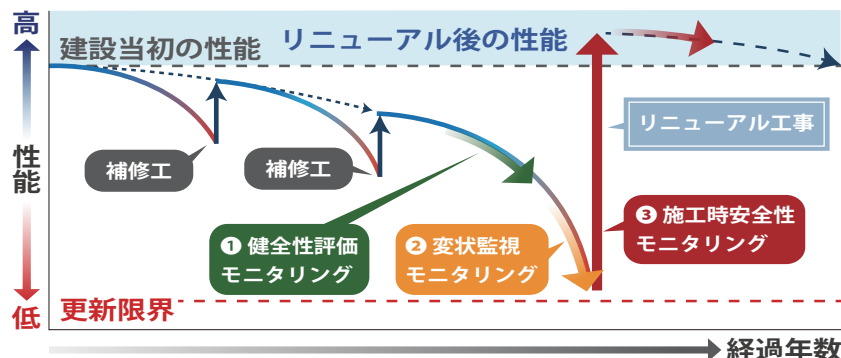 高
建設当初の性能
リニューアル後の性能
リニューアル工事
性能
補修工
補修工
❶ 健全性評価
モニタリング
❷ 変状監視
モニタリング
❸ 施工時安全性
モニタリング
更新限界
低
経過年数